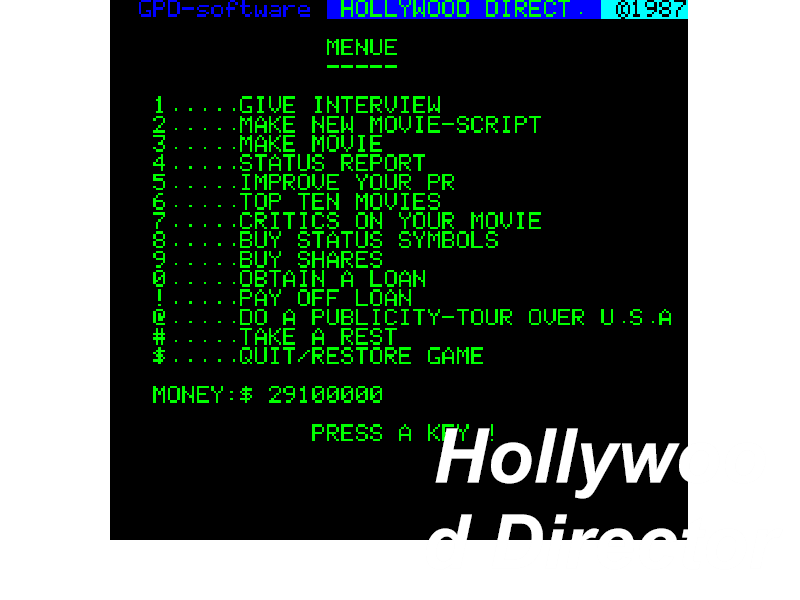 GPD-software HOLLYWOOD DIRECT. @1987
MENUE
-----
1.....GIVE INTERVIEW
2.....MAKE NEW MOVIE-SCRIPT
3.....MAKE MOVIE
4.....STATUS REPORT
5.....IMPROVE YOUR PR
6.....TOP TEN MOVIES
7.....CRITICS ON YOUR MOVIE
8.....BUY STATUS SYMBOLS
9.....BUY SHARES
0.....OBTAIN A LOAN
!.....PAY OFF LOAN
@.....DO A PUBLICITY-TOUR OVER U.S.A
#.....TAKE A REST
$.....QUIT/RESTORE GAME
MONEY:$ 29100000
PRESS A KEY !
Hollywo
d Direct